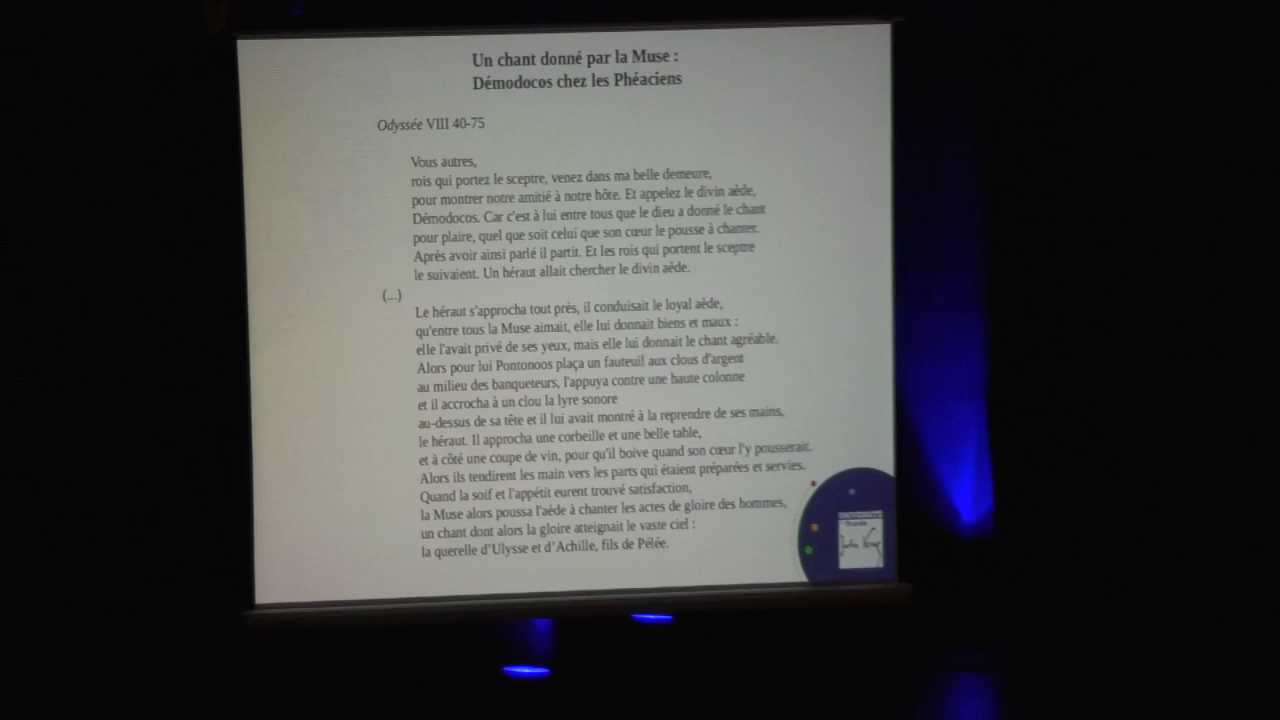 Un chant donné par la Muse :
Démodocos chez les Phéaciens
Odyssée VIII 40-75
Vous autres,
rois qui portez le sceptre, venez dans ma belle demeure,
pour montrer notre amitié à notre hôte. Et appelez le divin aède,
Démodocos. Car c'est à lui entre tous que le dieu a donné le chant
pour plaire, quel que soit celui que son cœur le pousse à chanter.
Après avoir ainsi parlé il partit. Et les rois qui portent le sceptre
le suivaient. Un héraut allait chercher le divin aède.
(...)
Le héraut s'approcha tout près, il conduisait le loyal aède,
qu'entre tous la Muse aimait, elle lui donnait biens et maux :
elle l'avait privé de ses yeux, mais elle lui donnait le chant agréable.
Alors pour lui Pontonoos plaça un fauteuil aux clous d'argent
au milieu des banqueteurs, l'appuya contre une haute colonne
et il accrocha à un clou la lyre sonore
au-dessus de sa tête et il lui avait montré à la reprendre de ses mains,
le héraut. Il approcha une corbeille et une belle table,
et à côté une coupe de vin, pour qu'il boive quand son cœur l'y pousserait.
Alors ils tendirent les main vers les parts qui étaient préparées et servies.
Quand la soif et l'appétit eurent trouvé satisfaction,
la Muse alors poussa l'aède à chanter les actes de gloire des hommes,
un chant dont alors la gloire atteignait le vaste ciel :
la querelle d'Ulysse et d'Achille, fils de Pélée.